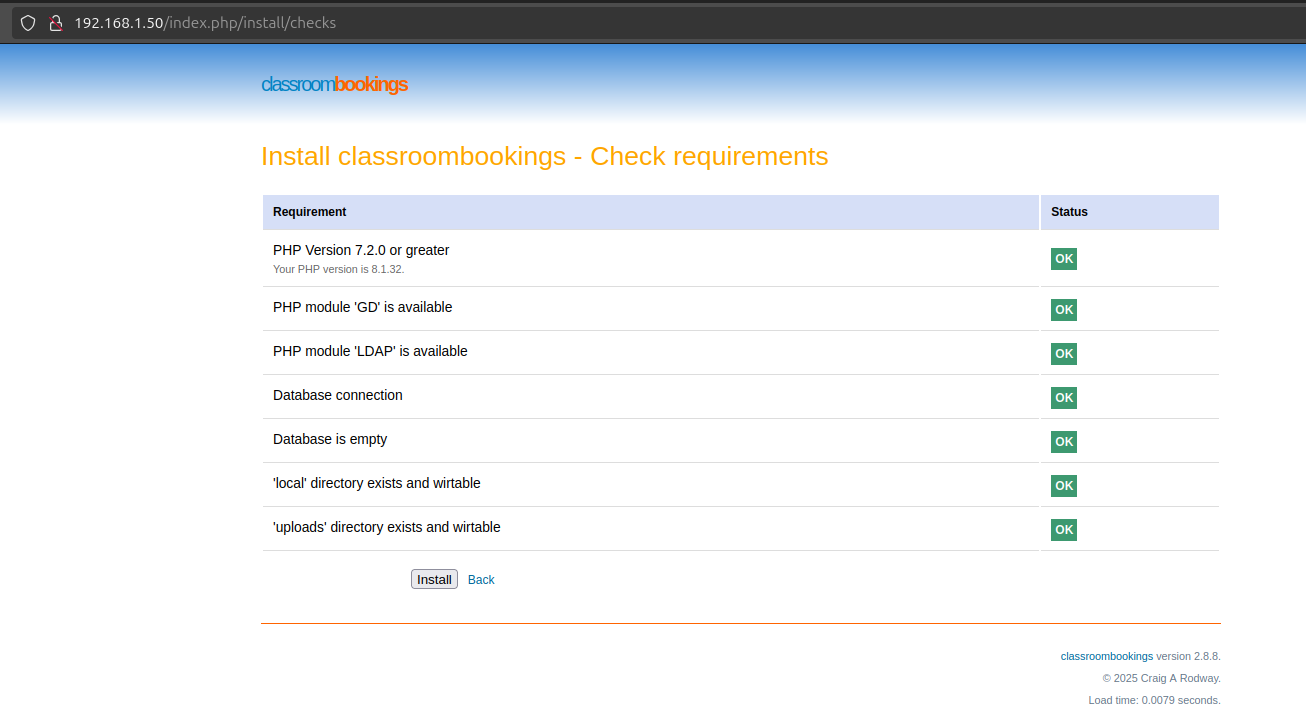 192.168.1.50/index.php/install/checks
classroombookings
Install classroombookings - Check requirements
Requirement Status
PHP Version 7.2.0 or greater OK
Your PHP version is 8.1.32.
PHP module 'GD' is available OK
PHP module 'LDAP' is available OK
Database connection OK
Database is empty OK
'local' directory exists and wirtable OK
'uploads' directory exists and wirtable OK
Install Back
classroombookings version 2.8.8.
© 2025 Craig A Rodway.
Load time: 0.0079 seconds.